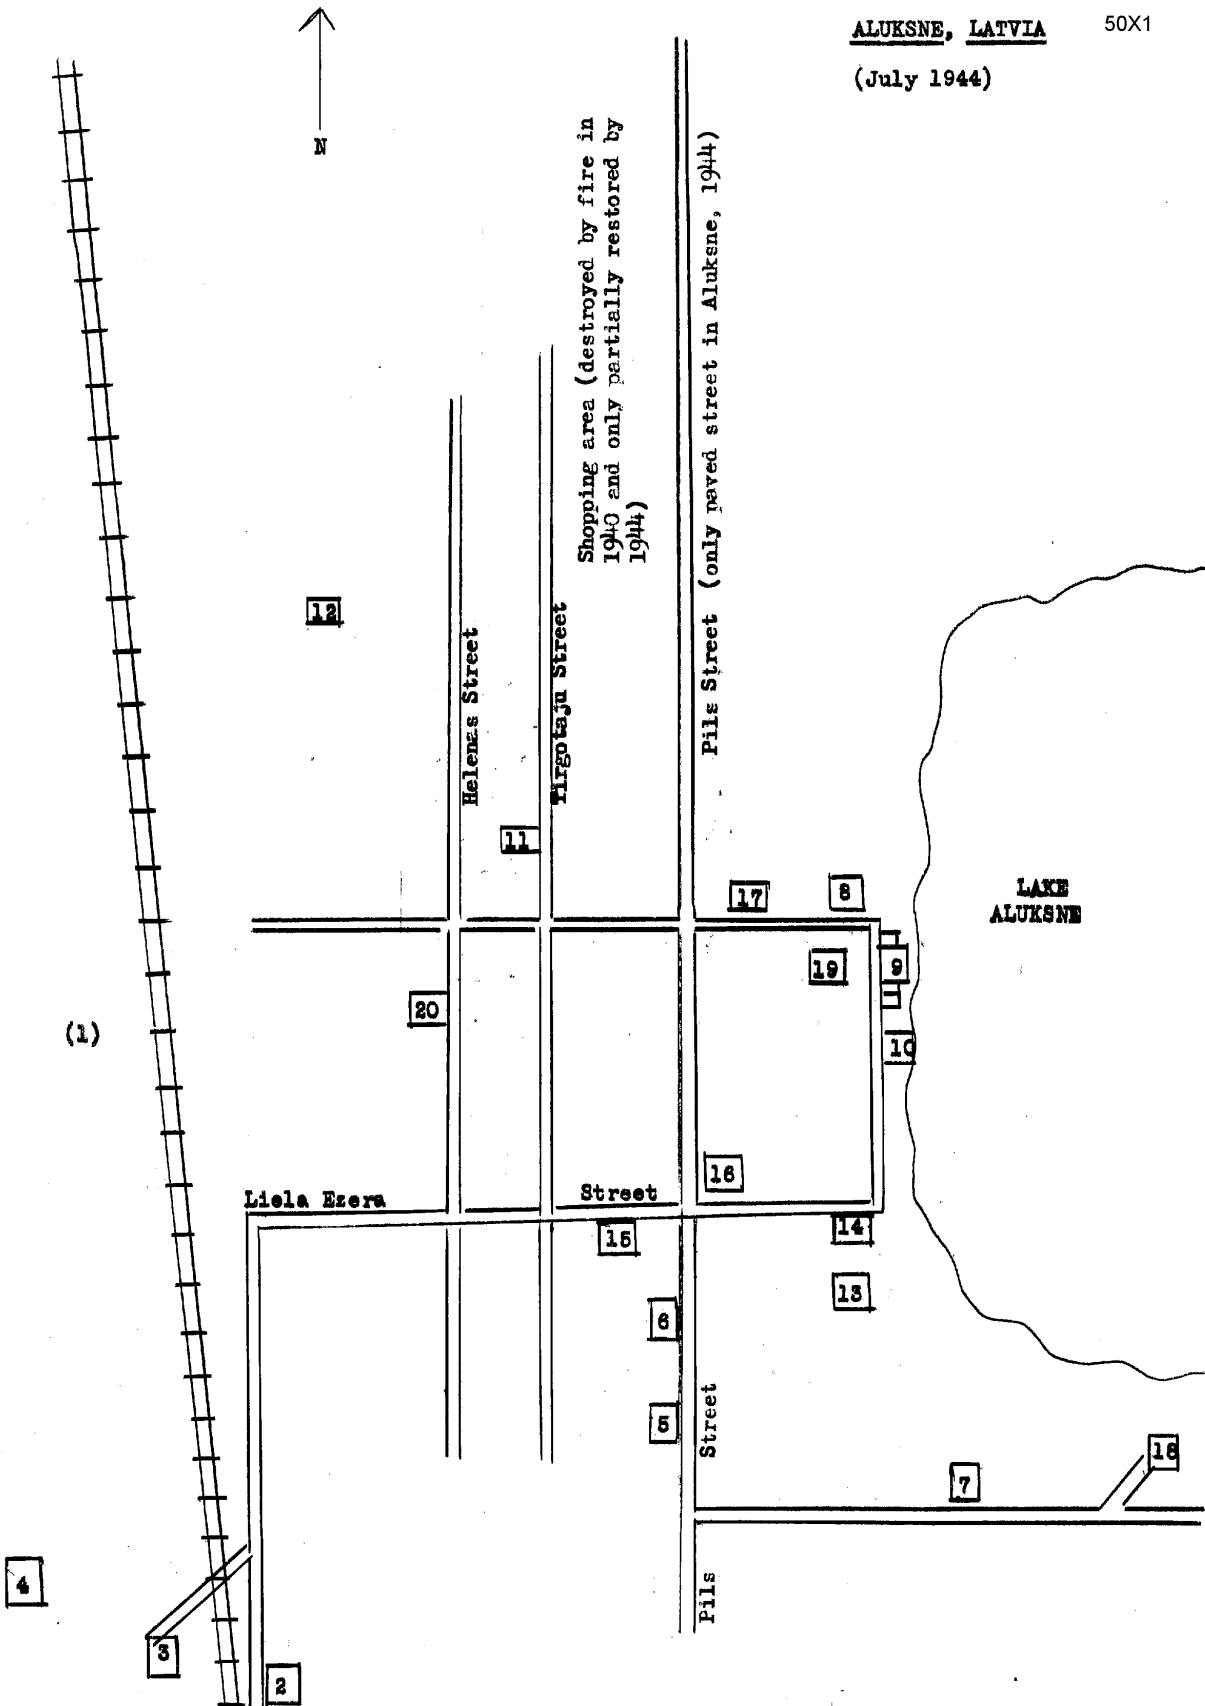 ALUKSNE, LATVIA
50X1
(July 1944)
N
Shopping area (destroyed by fire in
1940 and only partially restored by
1944)
Pils Street (only paved street in Aluksne, 1944)
12
Helenas Street
Tirgotaju Street
11
17
8
LAKE
ALUKSNE
19
9
20
(1)
10
16
Liela Ezera Street
15
14
13
6
5
Street
18
7
4
Pils
3
2